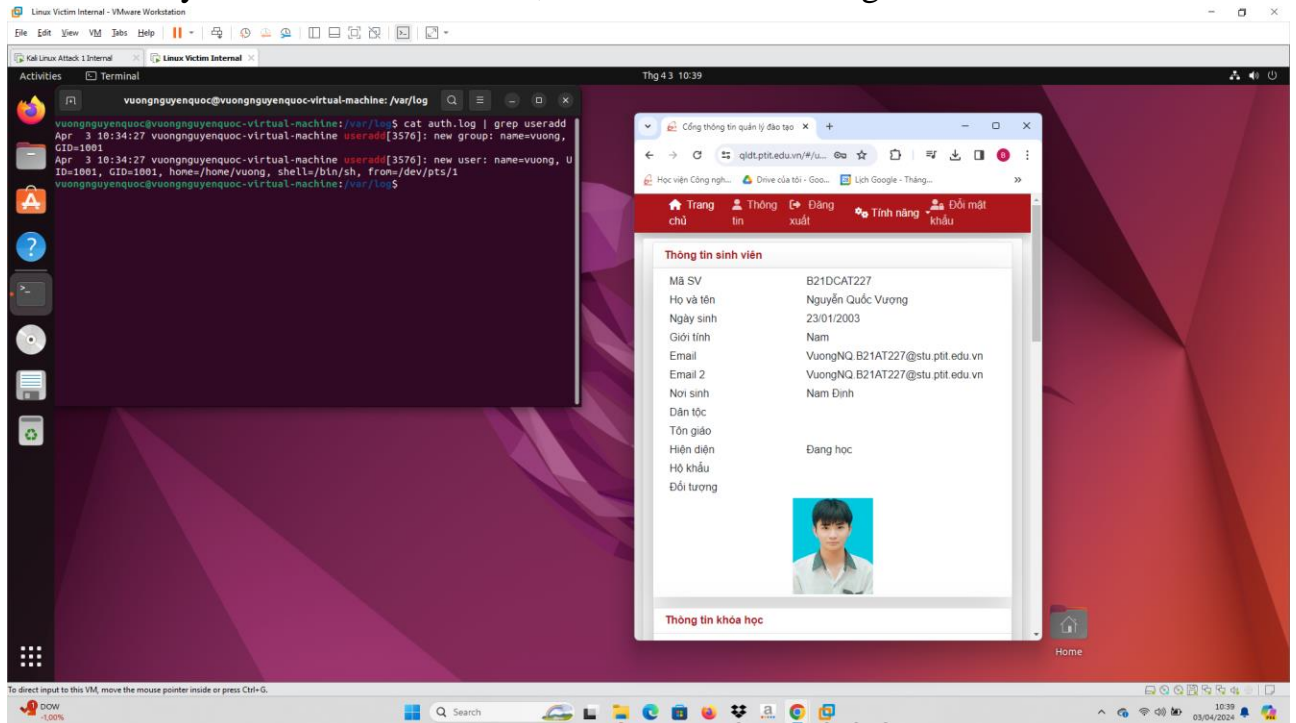 Linux Victim Internal - VMware Workstation
File Edit View VM Tabs Help
Kali Linux Attack 1 Internal
Linux Victim Internal
Activities Terminal Thg 4 3 10:39
vuongnguyenquoc@vuongnguyenquoc-virtual-machine: /var/log
vuongnguyenquoc@vuongnguyenquoc-virtual-machine:/var/log$ cat auth.log | grep useradd
Apr 3 10:34:27 vuongnguyenquoc-virtual-machine useradd[3576]: new group: name=vuong,
GID=1001
Apr 3 10:34:27 vuongnguyenquoc-virtual-machine useradd[3576]: new user: name=vuong, U
ID=1001, GID=1001, home=/home/vuong, shell=/bin/sh, from=/dev/pts/1
vuongnguyenquoc@vuongnguyenquoc-virtual-machine:/var/log$
Cổng thông tin quản lý đào tạo
qldt.ptit.edu.vn/#/u...
B
Học viện Công ngh... Drive của tôi - Goo... Lịch Google - Tháng...
Trang chủ
Thông tin
Đăng xuất
Tính năng
Đổi mật khẩu
Thông tin sinh viên
Mã SV B21DCAT227
Họ và tên Nguyễn Quốc Vượng
Ngày sinh 23/01/2003
Giới tính Nam
Email VuongNQ.B21AT227@stu.ptit.edu.vn
Email 2 VuongNQ.B21AT227@stu.ptit.edu.vn
Nơi sinh Nam Định
Dân tộc
Tôn giáo
Hiện diện Đang học
Hộ khẩu
Đối tượng
Thông tin khóa học
Home
To direct input to this VM, move the mouse pointer inside or press Ctrl+G.
DOW
-1,00%
Search
10:39
03/04/2024